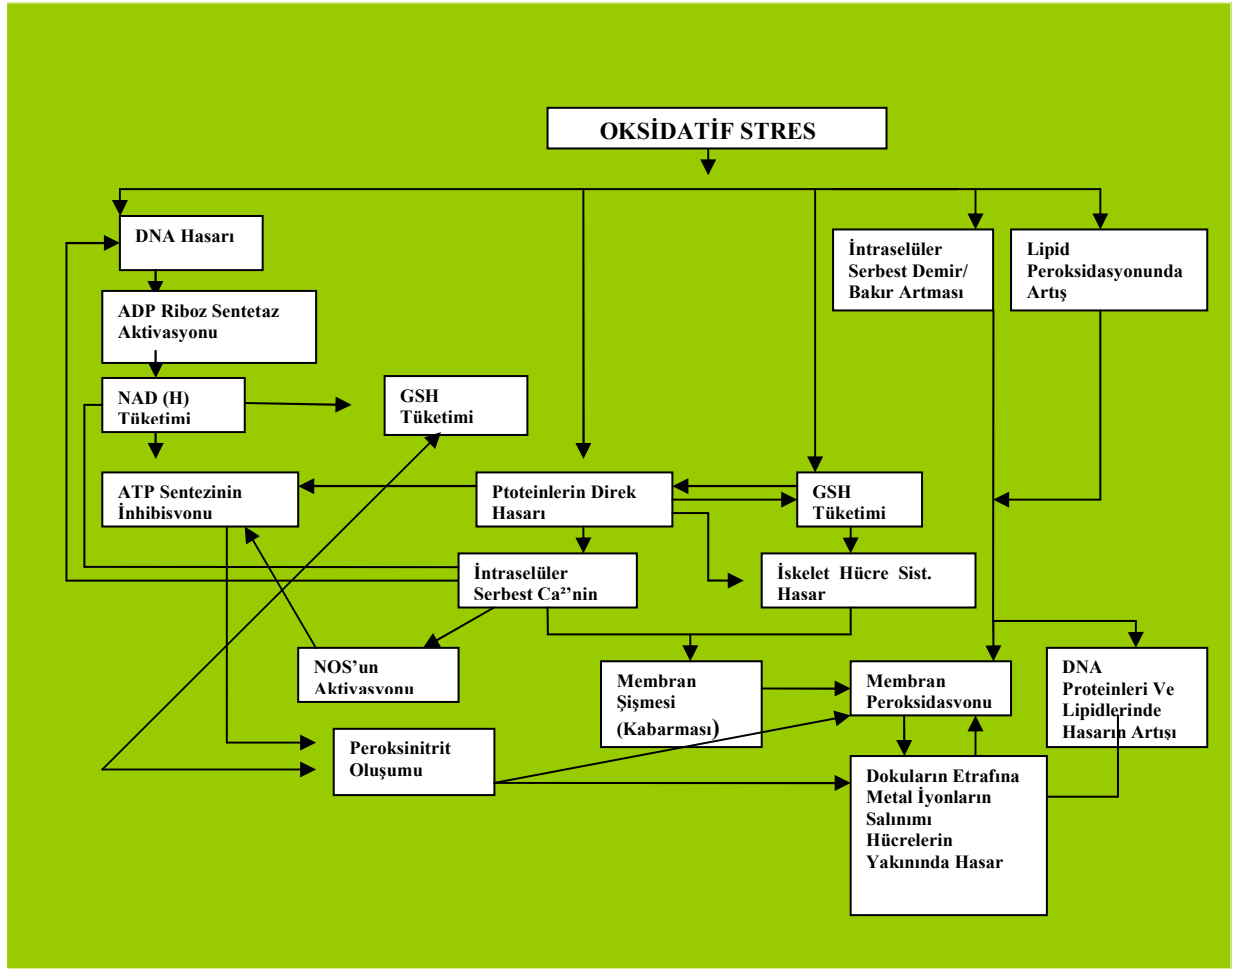 OKSİDATİF STRES
DNA Hasarı
İntraselüler
Serbest Demir/
Bakır Artması
Lipid
Peroksidasyonunda
Artış
ADP Riboz Sentetaz
Aktivasyonu
NAD (H)
Tüketimi
GSH
Tüketimi
ATP Sentezinin
İnhibisyonu
Ptoteinlerin Direk
Hasarı
GSH
Tüketimi
İntraselüler
Serbest Ca²’nin
İskelet Hücre Sist.
Hasar
NOS’un
Aktivasyonu
Membran
Şişmesi
(Kabarması)
Membran
Peroksidasyonu
DNA
Proteinleri Ve
Lipidlerinde
Hasarın Artışı
Peroksinitrit
Oluşumu
Dokuların Etrafına
Metal İyonların
Salınımı
Hücrelerin
Yakınında Hasar